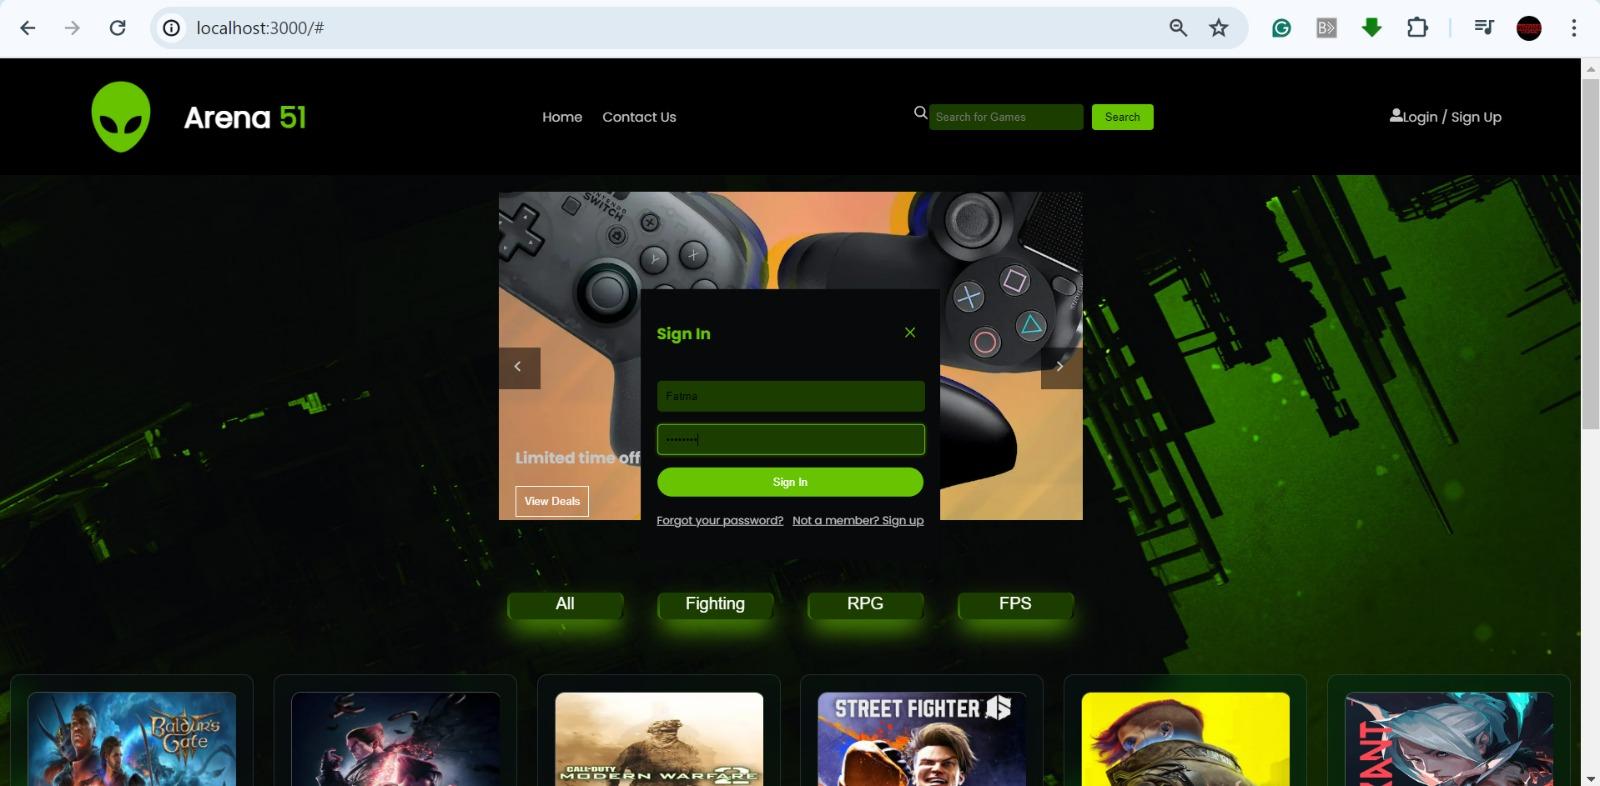 localhost:3000/#
Arena 51
Home
Contact Us
Search for Games
Search
Login / Sign Up
NINTENDO
SWITCH
Sign In
Fatma
Limited time off
View Deals
Sign In
Forgot your password? Not a member? Sign up
All
Fighting
RPG
FPS
BALDUR'S
GATE
CALL OF DUTY
MODERN WARFARE
2
STREET FIGHTER 6